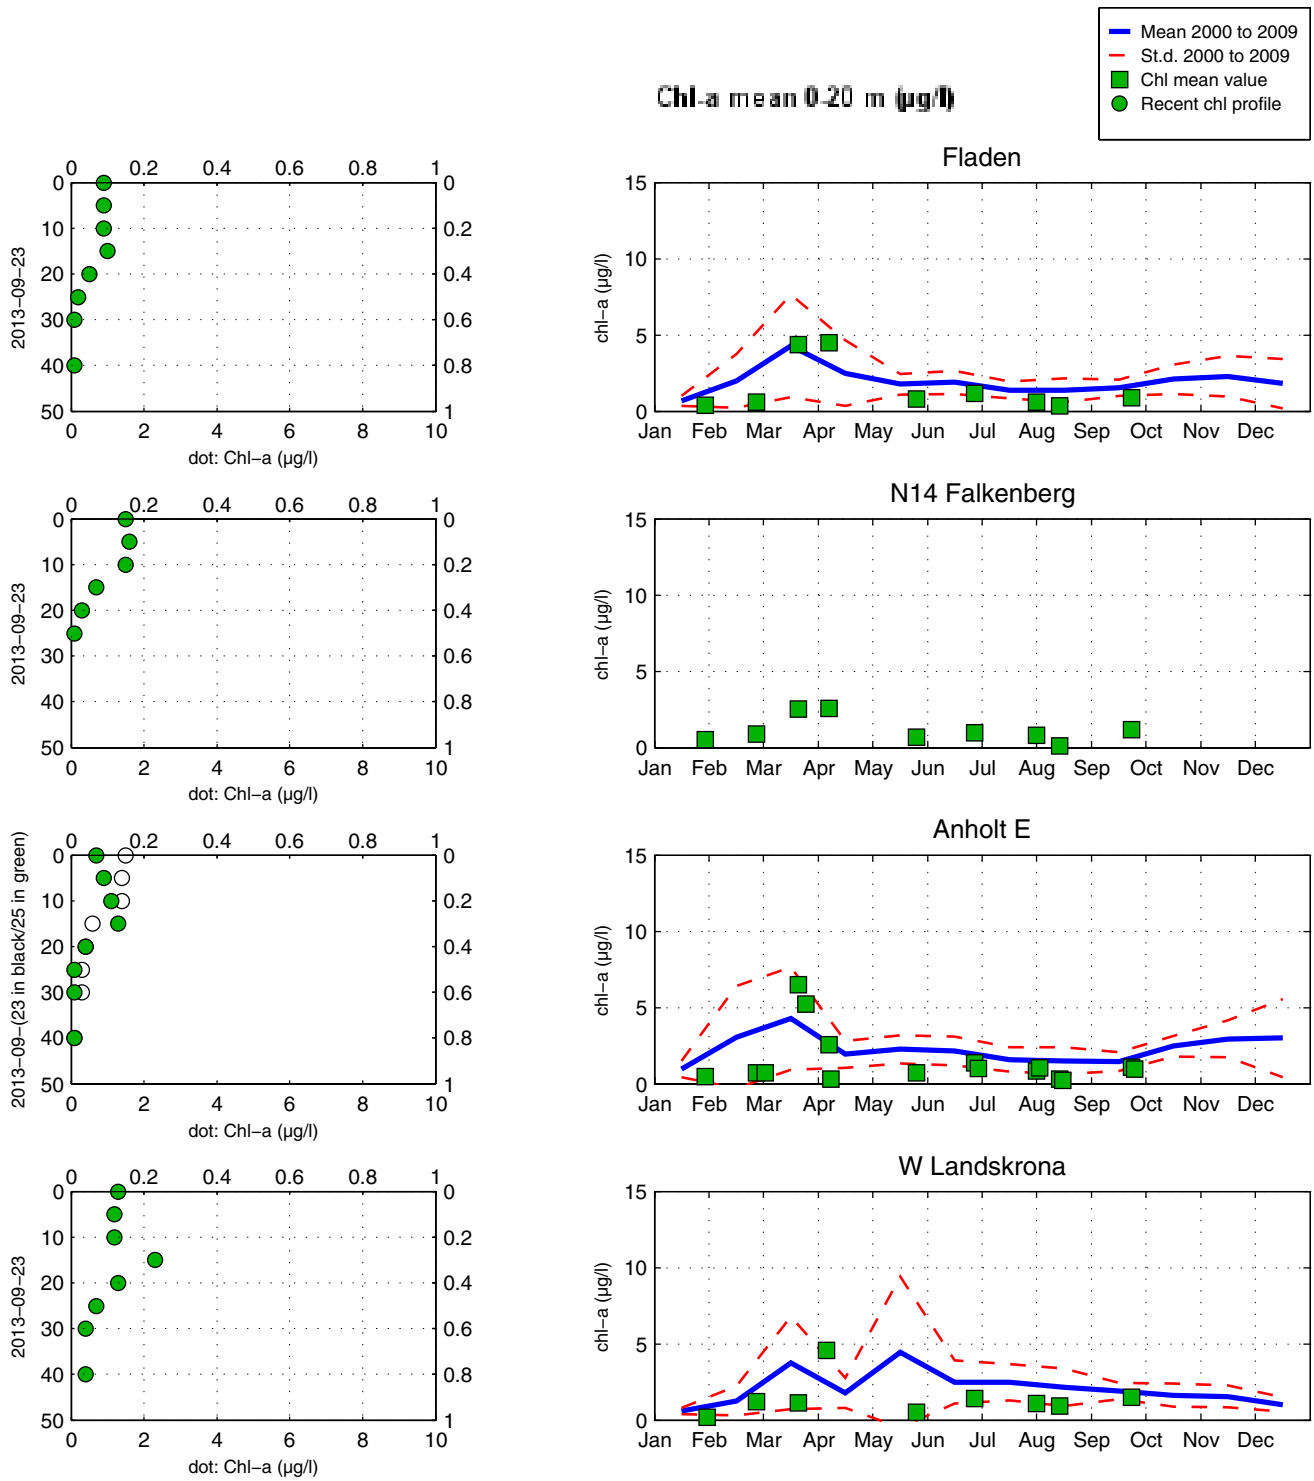 Mean 2000 to 2009
St.d. 2000 to 2009
Chl mean value
Recent chl profile
Chl-a mean 0-20 m (µg/l)
0 0.2 0.4 0.6 0.8 1
0 10 20 30 40 50
0 0.2 0.4 0.6 0.8 1
0 2 4 6 8 10
2013–09–23
dot: Chl–a (µg/l)
Fladen
15
10
5
0
chl–a (µg/l)
Jan Feb Mar Apr May Jun Jul Aug Sep Oct Nov Dec
0 0.2 0.4 0.6 0.8 1
0 10 20 30 40 50
0 0.2 0.4 0.6 0.8 1
0 2 4 6 8 10
2013–09–23
dot: Chl–a (µg/l)
N14 Falkenberg
15
10
5
0
chl–a (µg/l)
Jan Feb Mar Apr May Jun Jul Aug Sep Oct Nov Dec
0 0.2 0.4 0.6 0.8 1
0 10 20 30 40 50
0 0.2 0.4 0.6 0.8 1
0 2 4 6 8 10
2013–09–(23 in black/25 in green)
dot: Chl–a (µg/l)
Anholt E
15
10
5
0
chl–a (µg/l)
Jan Feb Mar Apr May Jun Jul Aug Sep Oct Nov Dec
0 0.2 0.4 0.6 0.8 1
0 10 20 30 40 50
0 0.2 0.4 0.6 0.8 1
0 2 4 6 8 10
2013–09–23
dot: Chl–a (µg/l)
W Landskrona
15
10
5
0
chl–a (µg/l)
Jan Feb Mar Apr May Jun Jul Aug Sep Oct Nov Dec